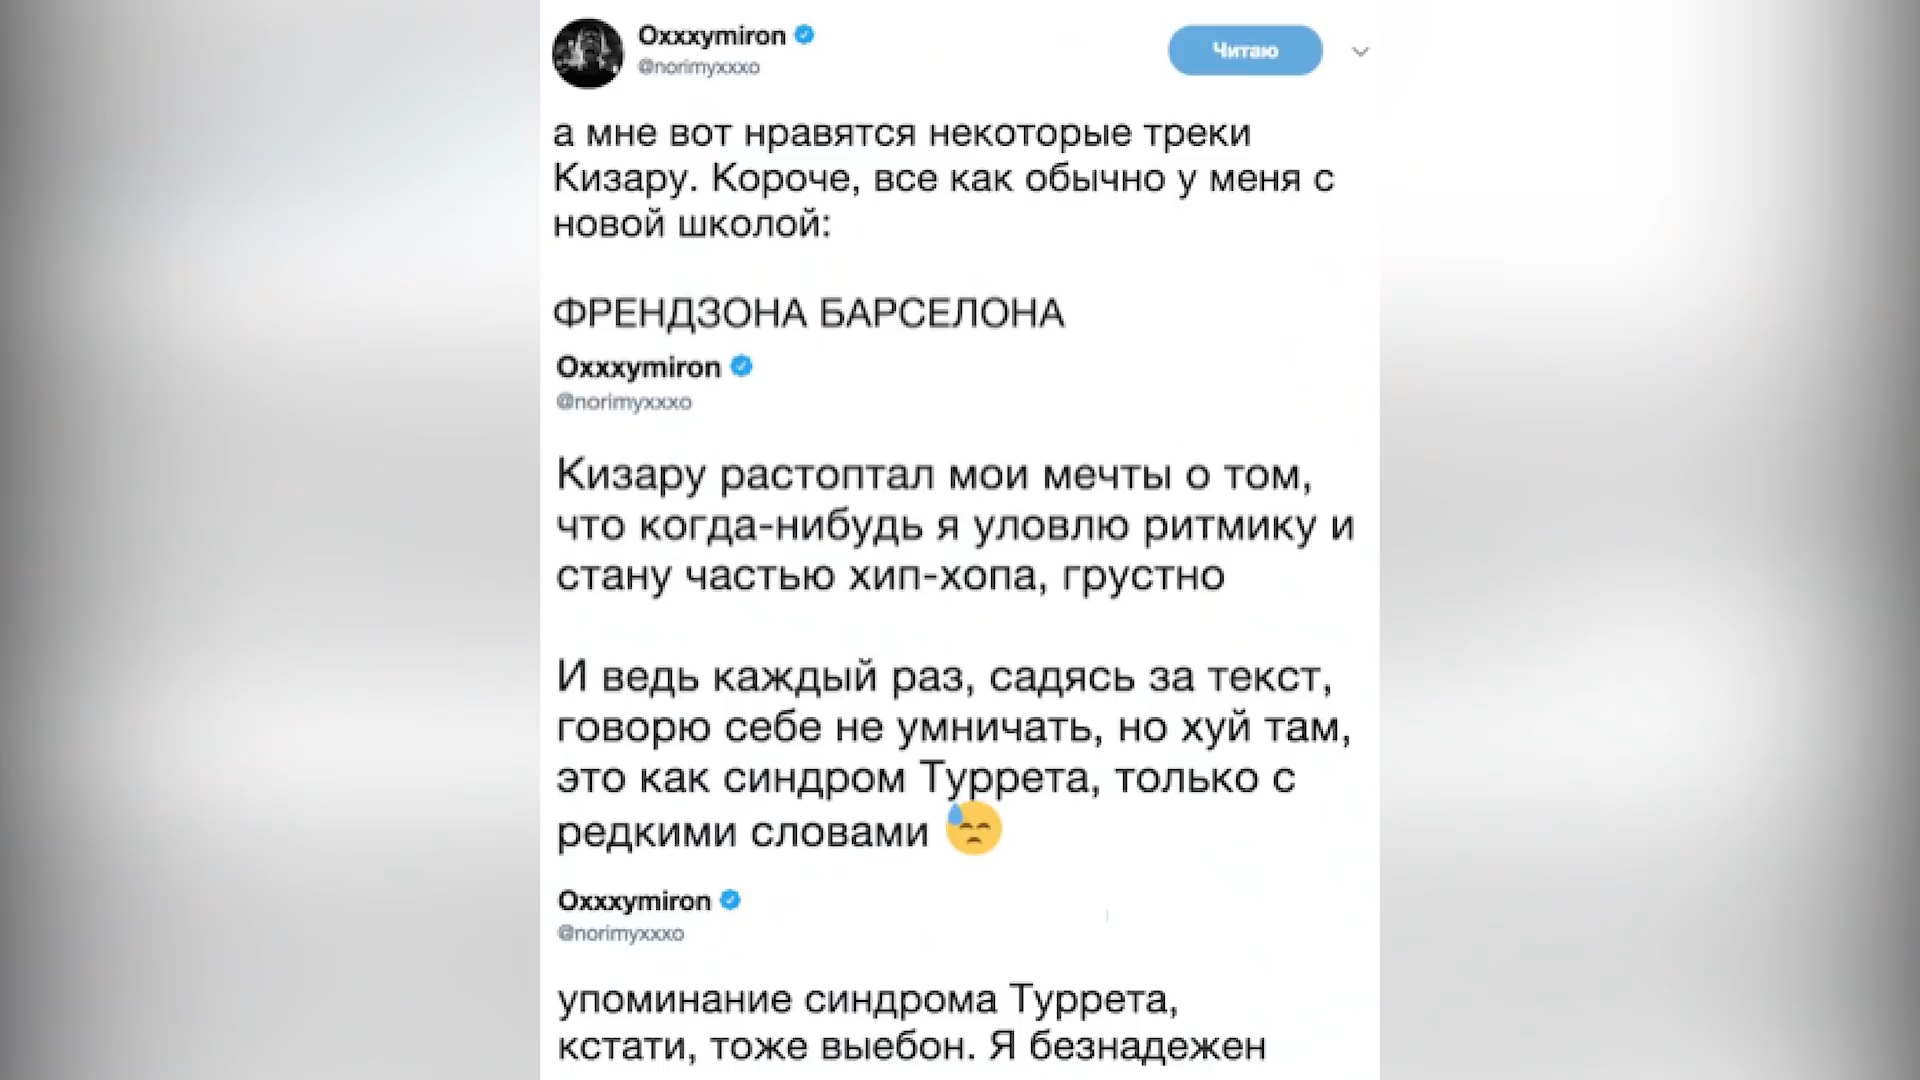 Oxxxymiron
@norimyxxxo
Читаю
а мне вот нравятся некоторые треки
Кизару. Короче, все как обычно у меня с
новой школой:
ФРЕНДЗОНА БАРСЕЛОНА
Oxxxymiron
@norimyxxxo
Кизару растоптал мои мечты о том,
что когда-нибудь я уловлю ритмику и
стану частью хип-хопа, грустно
И ведь каждый раз, садясь за текст,
говорю себе не умничать, но хуй там,
это как синдром Туррета, только с
редкими словами 😓
Oxxxymiron
@norimyxxxo
упоминание синдрома Туррета,
кстати, тоже выебон. Я безнадежен